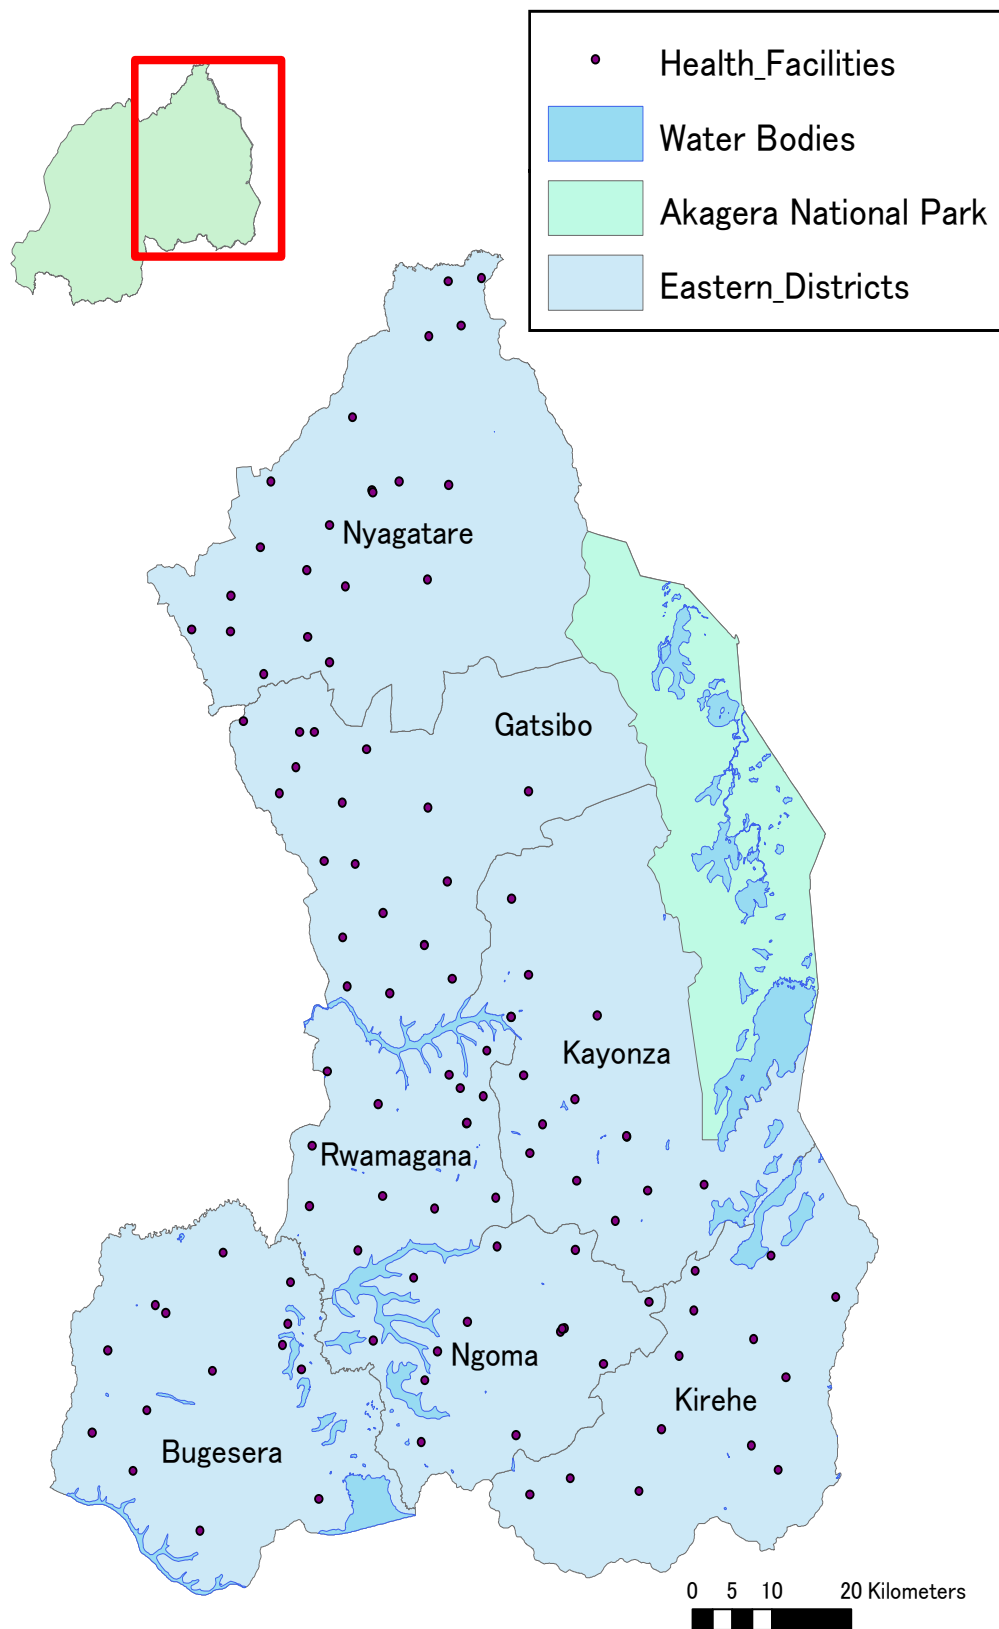 Health_Facilities
Water Bodies
Akagera National Park
Eastern_Districts
Nyagatare
Gatsibo
Kayonza
Rwamagana
Ngoma
Kirehe
Bugesera
0 5 10 20 Kilometers